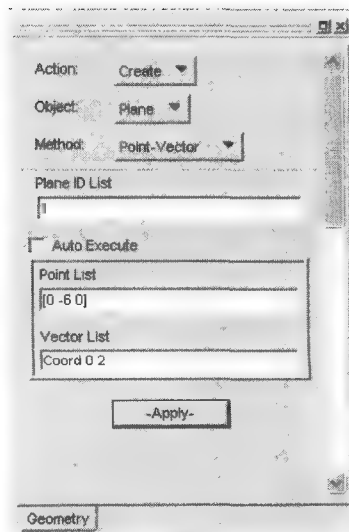 Action: Create
Object: Plane
Method: Point-Vector
Plane ID List
1
Auto Execute
Point List
[0 -6 0]
Vector List
Coord 0 2
-Apply-
Geometry